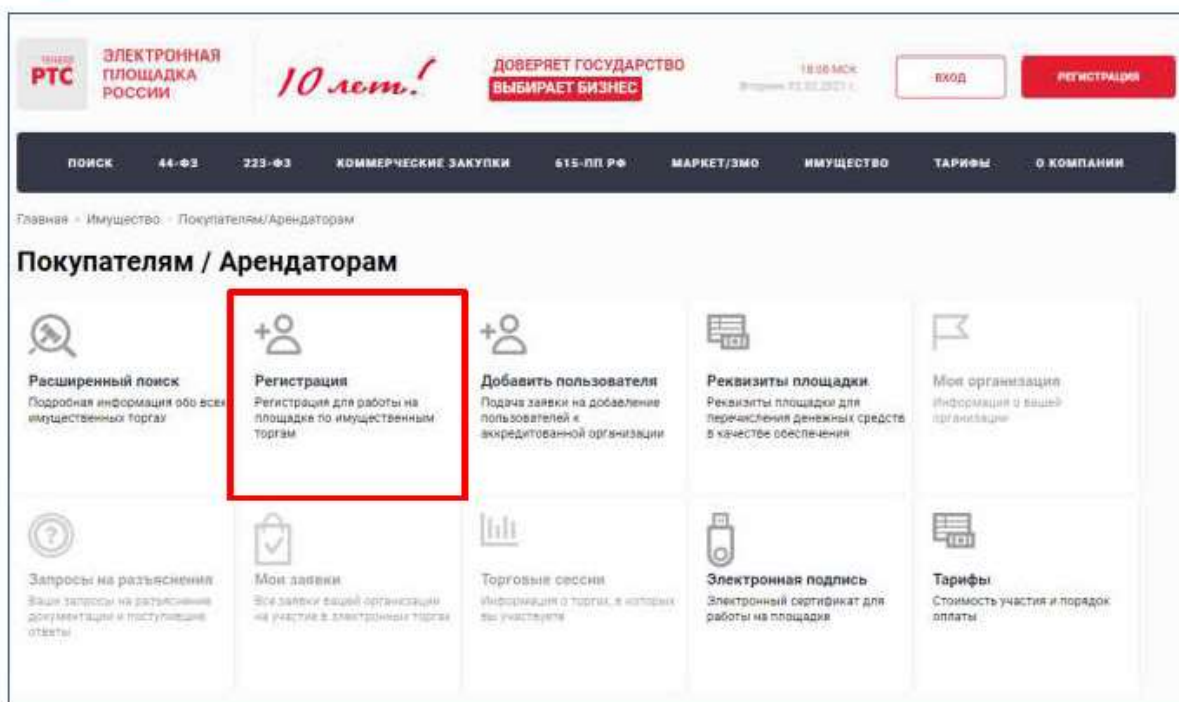 ТЕНДЕР
РТС
ЭЛЕКТРОННАЯ
ПЛОЩАДКА
РОССИИ
10 лет!
ДОВЕРЯЕТ ГОСУДАРСТВО
ВЫБИРАЕТ БИЗНЕС
18:08 МСК
ВХОД
РЕГИСТРАЦИЯ
ПОИСК 44-ФЗ 223-ФЗ КОММЕРЧЕСКИЕ ЗАКУПКИ 615-ПП РФ МАРКЕТ/ЗМО ИМУЩЕСТВО ТАРИФЫ О КОМПАНИИ
Главная - Имущество - Покупателям/Арендаторам
Покупателям / Арендаторам
Расширенный поиск
Подробная информация обо всех
имущественных торгах
Регистрация
Регистрация для работы на
площадке по имущественным
торгам
Добавить пользователя
Подача заявки на добавление
пользователей к
аккредитованной организации
Реквизиты площадки
Реквизиты площадки для
перечисления денежных средств
в качестве обеспечения
Моя организация
Информация о вашей
организации
Запросы на разъяснения
Ваши запросы на разъяснение
документации и поступившие
ответы
Мои заявки
Все заявки вашей организации
на участие в электронных торгах
Торговые сессии
Информация о торгах, в которых
вы участвуете
Электронная подпись
Электронный сертификат для
работы на площадке
Тарифы
Стоимость участия и порядок
оплаты